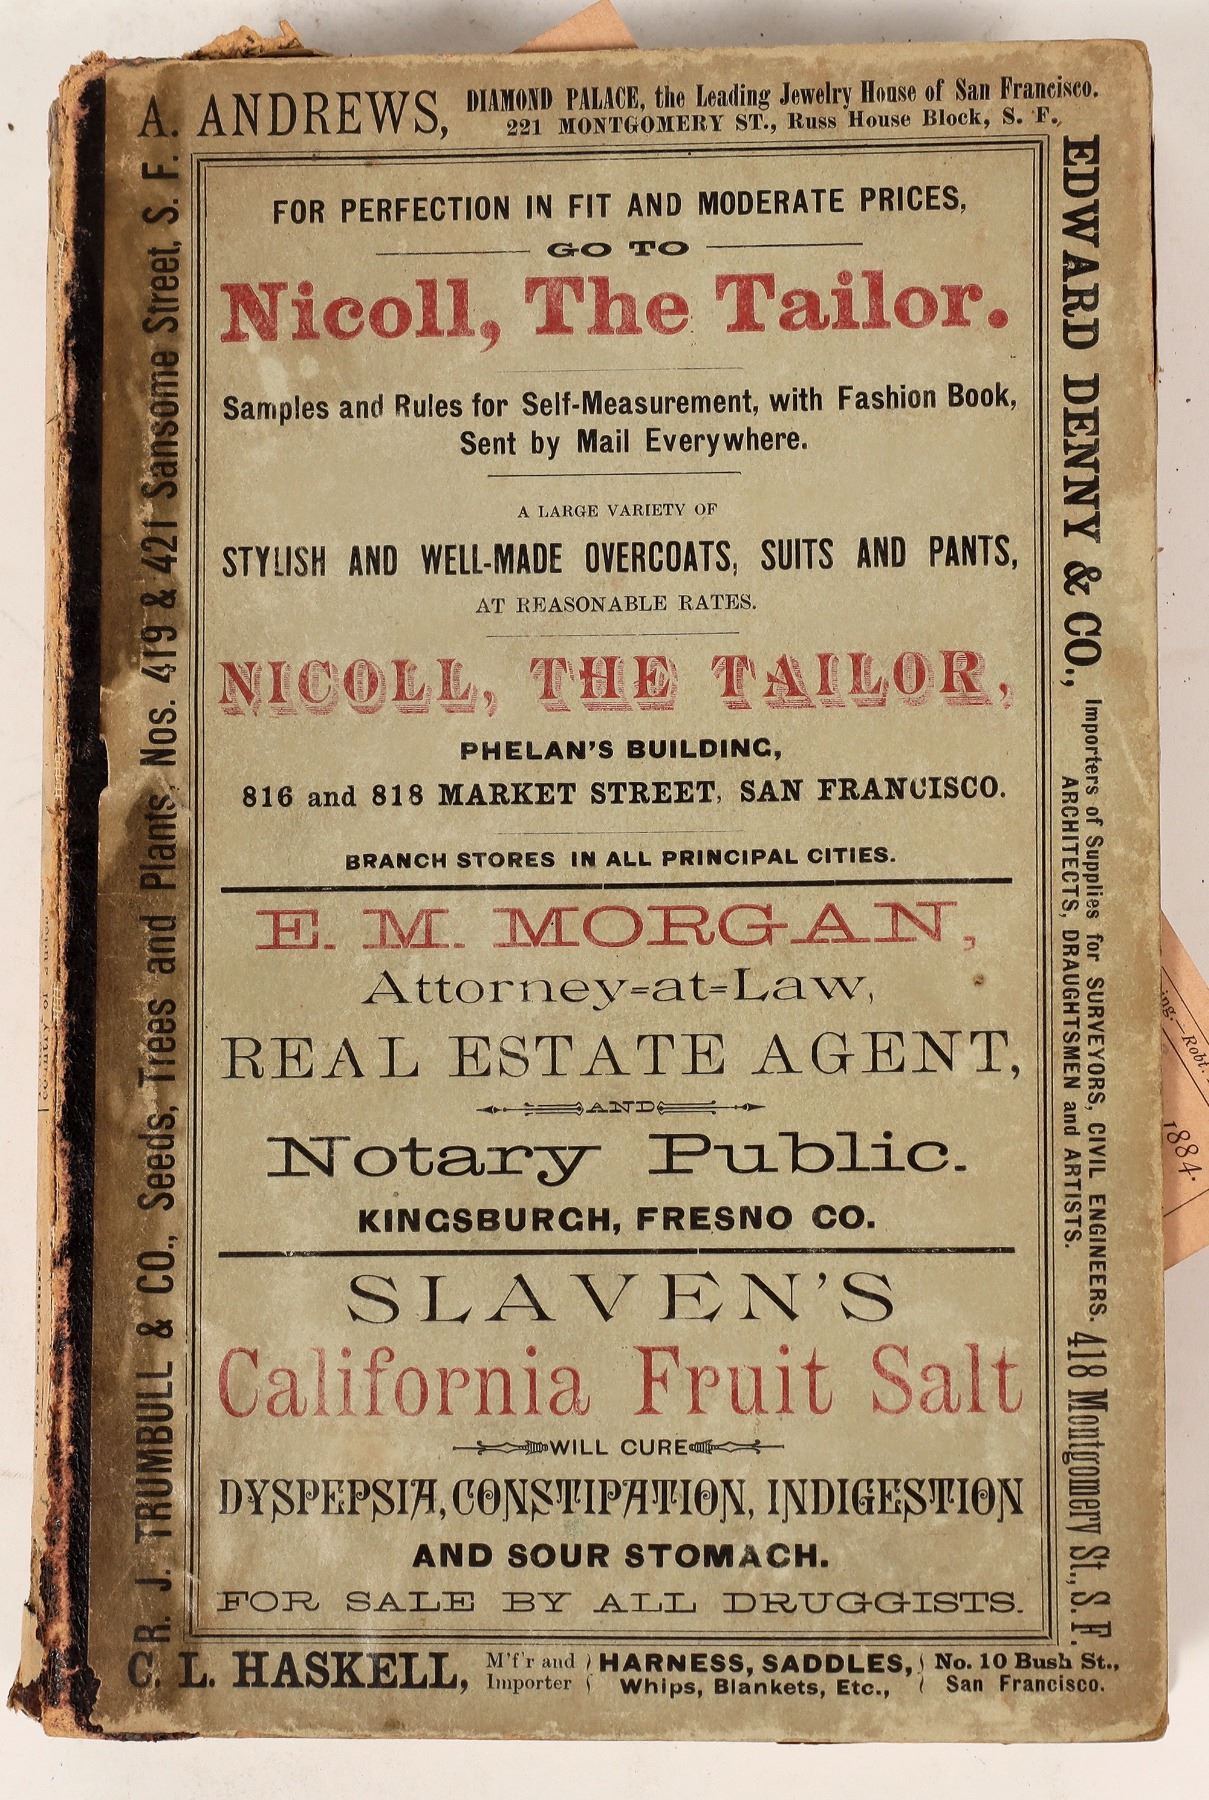 A. ANDREWS, DIAMOND PALACE, the Leading Jewelry House of San Francisco.
221 MONTGOMERY ST., Russ House Block, S. F.
R. J. TRUMBULL & CO., Seeds, Trees and Plants, Nos. 419 & 421 Sansome Street, S. F.
FOR PERFECTION IN FIT AND MODERATE PRICES,
GO TO
Nicoll, The Tailor.
Samples and Rules for Self-Measurement, with Fashion Book,
Sent by Mail Everywhere.
A LARGE VARIETY OF
STYLISH AND WELL-MADE OVERCOATS, SUITS AND PANTS,
AT REASONABLE RATES.
NICOLL, THE TAILOR,
PHELAN'S BUILDING,
816 and 818 MARKET STREET, SAN FRANCISCO.
BRANCH STORES IN ALL PRINCIPAL CITIES.
E. M. MORGAN,
Attorney-at-Law,
REAL ESTATE AGENT,
AND
Notary Public.
KINGSBURGH, FRESNO CO.
SLAVEN'S
California Fruit Salt
WILL CURE
DYSPEPSIA, CONSTIPATION, INDIGESTION
AND SOUR STOMACH.
FOR SALE BY ALL DRUGGISTS.
EDWARD DENNY & CO., Importers of Supplies for SURVEYORS, CIVIL ENGINEERS.
ARCHITECTS, DRAUGHTSMEN and ARTISTS.
418 Montgomery St., S. F.
C. L. HASKELL, M'f'r and HARNESS, SADDLES, No. 10 Bush St.,
Importer Whips, Blankets, Etc., San Francisco.
ing.—Robt.
1884.